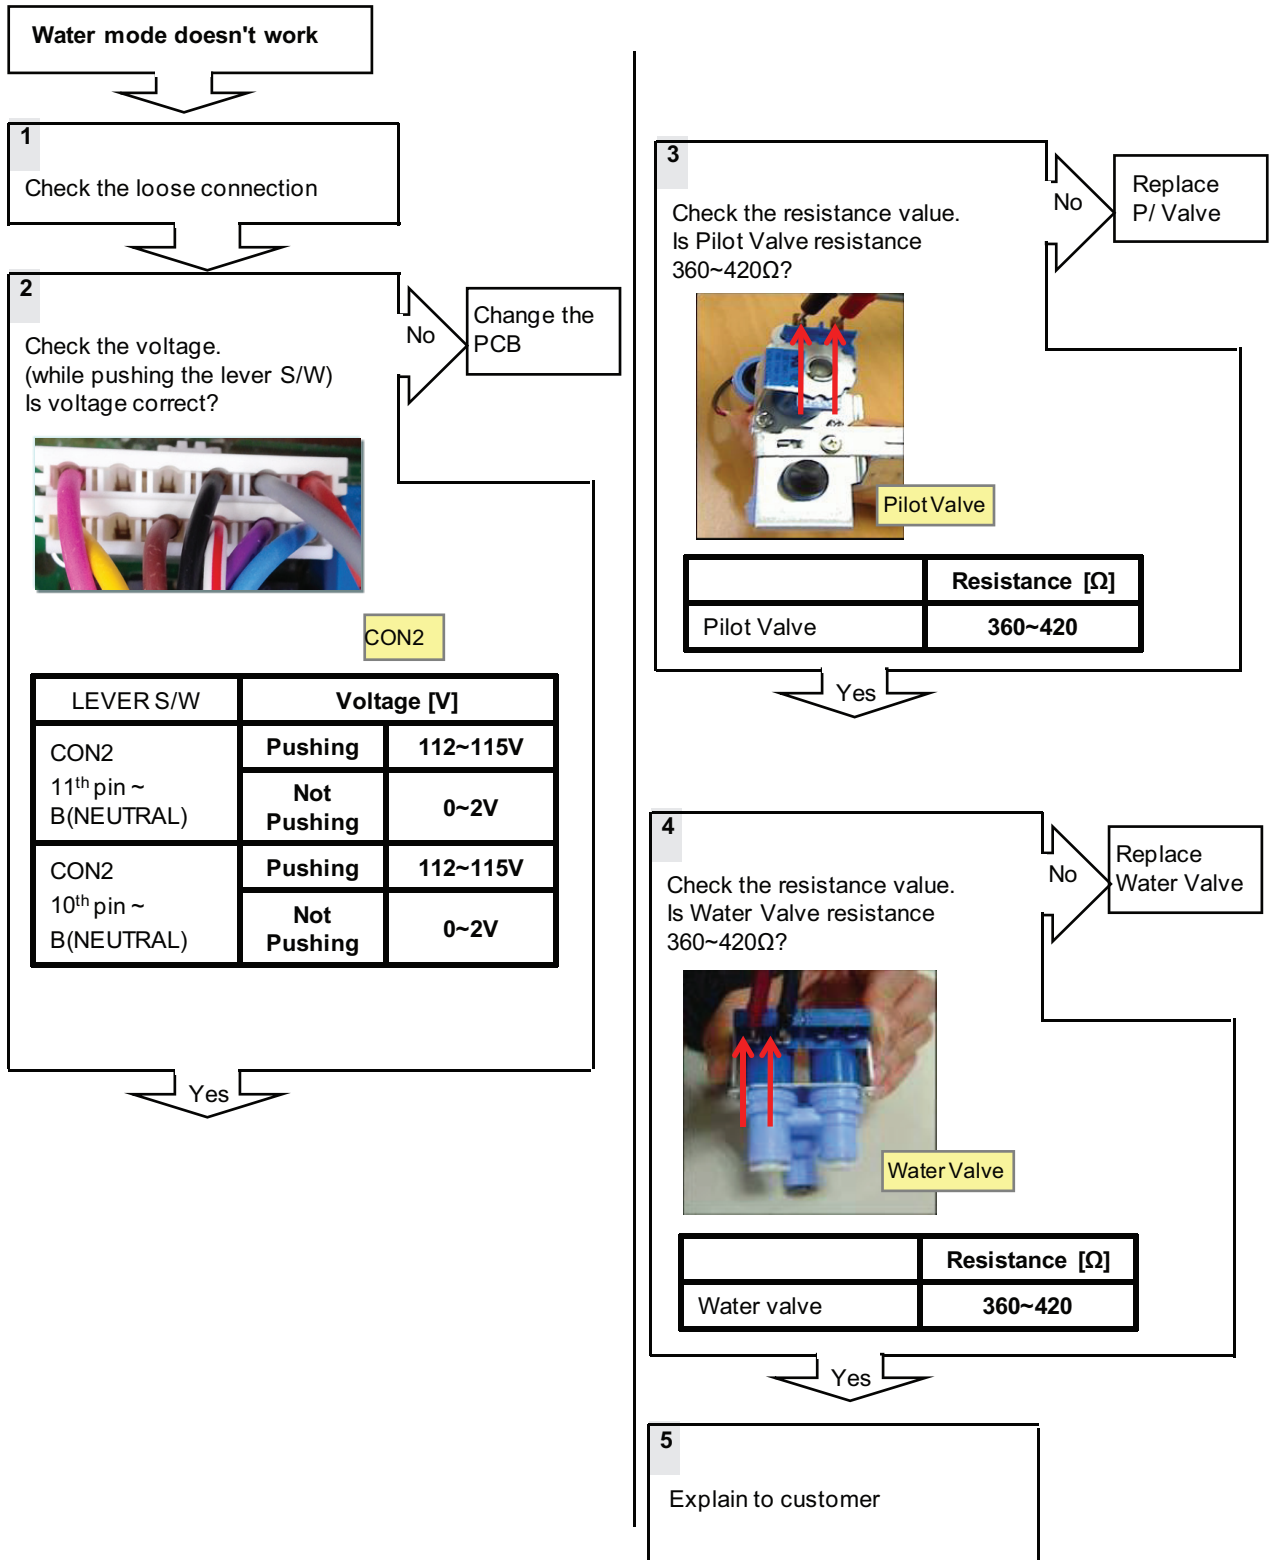 Water mode doesn't work
1
Check the loose connection
2
Check the voltage.
(while pushing the lever S/W)
Is voltage correct?
No
Change the
PCB
CON2
LEVER S/W
Voltage [V]
CON2
11th pin ~
B(NEUTRAL)
Pushing
112~115V
Not
Pushing
0~2V
CON2
10th pin ~
B(NEUTRAL)
Pushing
112~115V
Not
Pushing
0~2V
Yes
3
Check the resistance value.
Is Pilot Valve resistance
360~420Ω?
No
Replace
P/ Valve
Pilot Valve
Resistance [Ω]
Pilot Valve
360~420
Yes
4
Check the resistance value.
Is Water Valve resistance
360~420Ω?
No
Replace
Water Valve
Water Valve
Resistance [Ω]
Water valve
360~420
Yes
5
Explain to customer